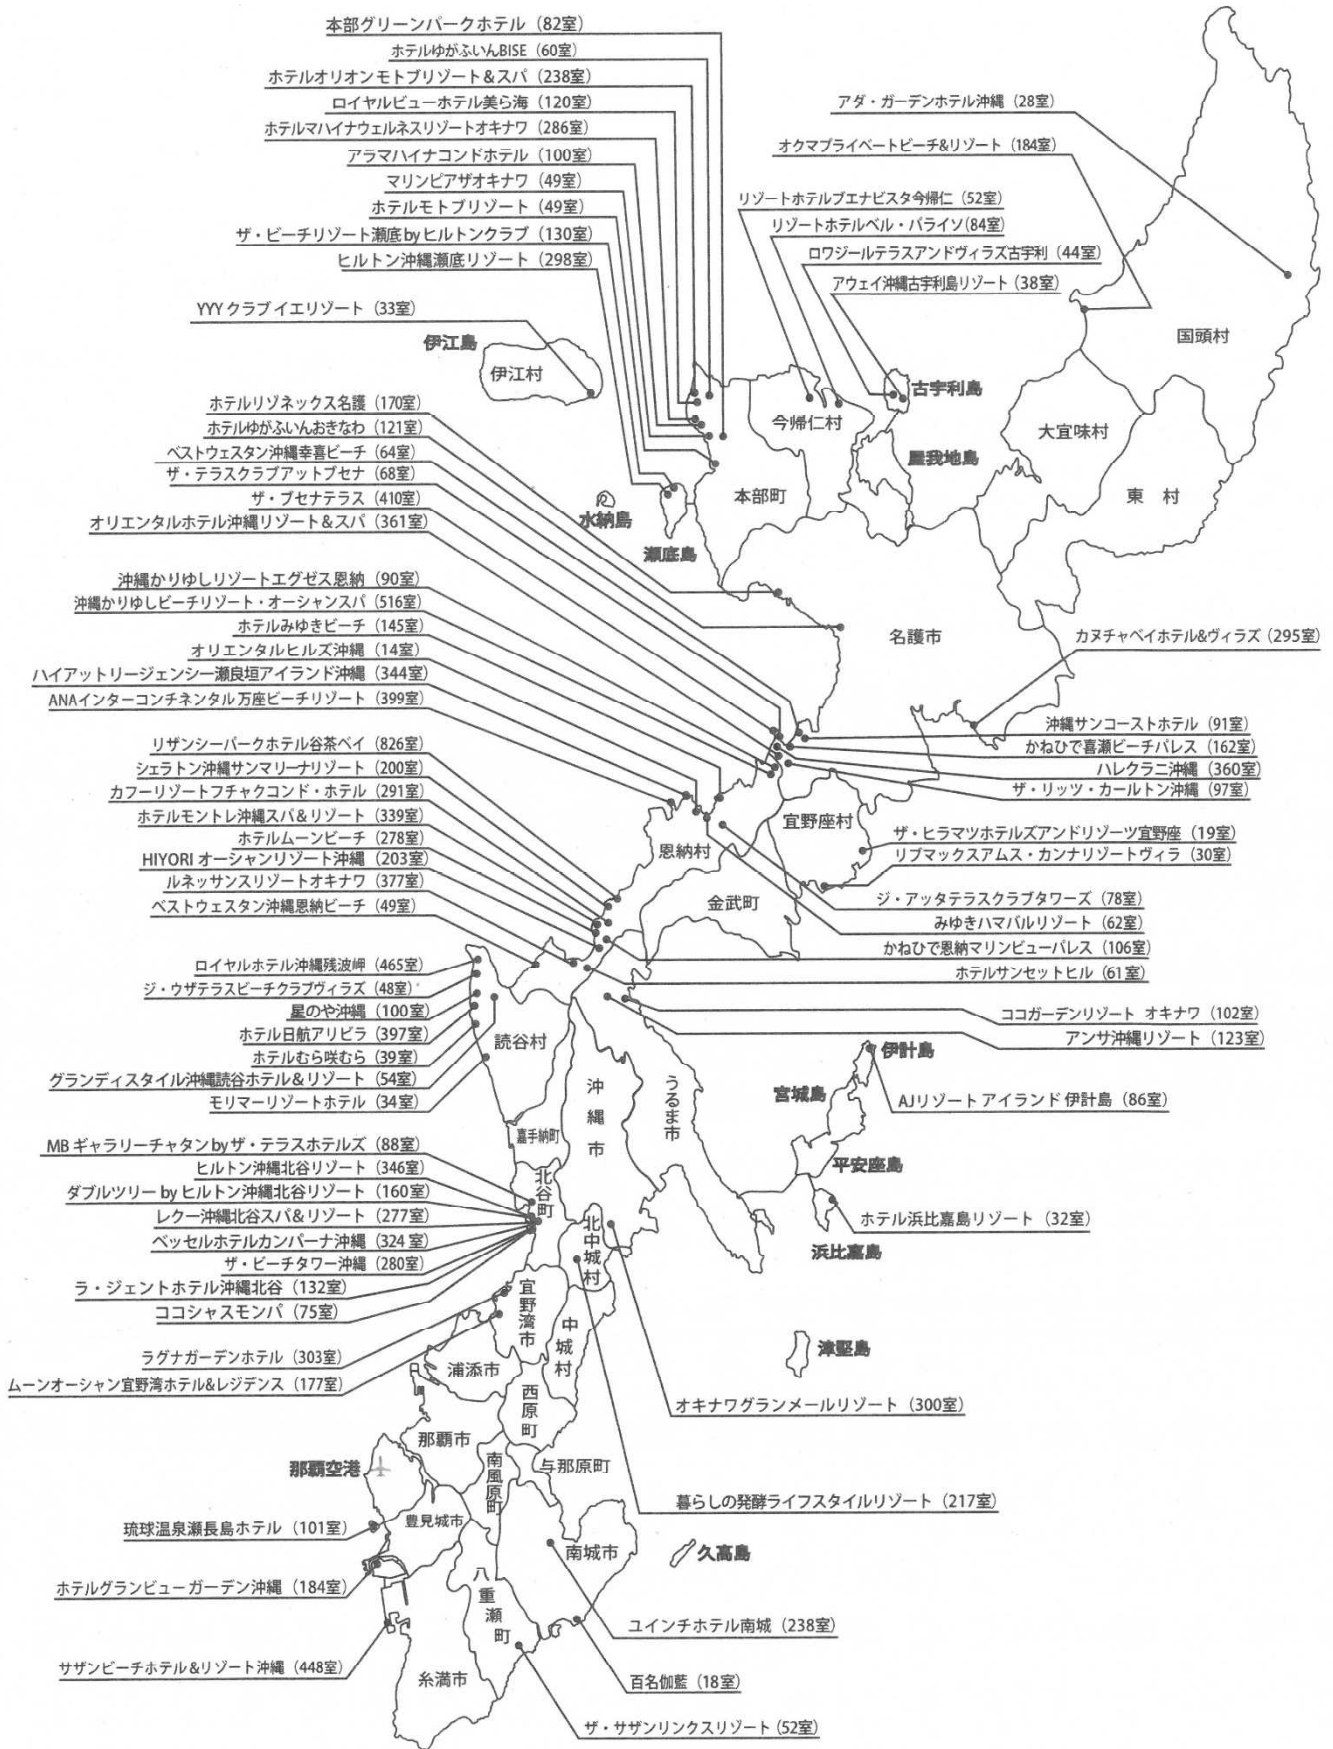 本部グリーンパークホテル（82室）
ホテルゆがふいんBISE（60室）
ホテルオリオンモトブリゾート＆スパ（238室）
ロイヤルビューホテル美ら海（120室）
ホテルマハイナウェルネスリゾートオキナワ（286室）
アラマハイナコンドホテル（100室）
マリンピアザオキナワ（49室）
ホテルモトブリゾート（49室）
ザ・ビーチリゾート瀬底byヒルトンクラブ（130室）
ヒルトン沖縄瀬底リゾート（298室）
YYYクラブイエリゾート（33室）
アダ・ガーデンホテル沖縄（28室）
オクマプライベートビーチ&リゾート（184室）
リゾートホテルブエナビスタ今帰仁（52室）
リゾートホテルベル・パライソ（84室）
ロワジールテラスアンドヴィラズ古宇利（44室）
アウェイ沖縄古宇利島リゾート（38室）
伊江島
伊江村
国頭村
古宇利島
今帰仁村
大宜味村
屋我地島
東 村
本部町
水納島
瀬底島
名護市
ホテルリゾネックス名護（170室）
ホテルゆがふいんおきなわ（121室）
ベストウェスタン沖縄幸喜ビーチ（64室）
ザ・テラスクラブアットブセナ（68室）
ザ・ブセナテラス（410室）
オリエンタルホテル沖縄リゾート＆スパ（361室）
沖縄かりゆしリゾートエグゼス恩納（90室）
沖縄かりゆしビーチリゾート・オーシャンスパ（516室）
ホテルみゆきビーチ（145室）
オリエンタルヒルズ沖縄（14室）
ハイアットリージェンシー瀬良垣アイランド沖縄（344室）
ANAインターコンチネンタル万座ビーチリゾート（399室）
カヌチャベイホテル&ヴィラズ（295室）
沖縄サンコーストホテル（91室）
かねひで喜瀬ビーチパレス（162室）
ハレクラニ沖縄（360室）
ザ・リッツ・カールトン沖縄（97室）
リザンシーパークホテル谷茶ベイ（826室）
シェラトン沖縄サンマリーナリゾート（200室）
カフーリゾートフチャクコンド・ホテル（291室）
ホテルモントレ沖縄スパ＆リゾート（339室）
ホテルムーンビーチ（278室）
HIYORIオーシャンリゾート沖縄（203室）
ルネッサンスリゾートオキナワ（377室）
ベストウェスタン沖縄恩納ビーチ（49室）
宜野座村
恩納村
金武町
ザ・ヒラマツホテルズアンドリゾーツ宜野座（19室）
リブマックスアムス・カンナリゾートヴィラ（30室）
ジ・アッタテラスクラブタワーズ（78室）
みゆきハマバルリゾート（62室）
かねひで恩納マリンビューパレス（106室）
ホテルサンセットヒル（61室）
ココガーデンリゾート オキナワ（102室）
アンサ沖縄リゾート（123室）
ロイヤルホテル沖縄残波岬（465室）
ジ・ウザテラスビーチクラブヴィラズ（48室）
星のや沖縄（100室）
ホテル日航アリビラ（397室）
ホテルむら咲むら（39室）
グランディスタイル沖縄読谷ホテル＆リゾート（54室）
モリマーリゾートホテル（34室）
読谷村
沖縄市
うるま市
伊計島
宮城島
AJリゾートアイランド伊計島（86室）
平安座島
嘉手納町
北谷町
北中城村
ホテル浜比嘉島リゾート（32室）
浜比嘉島
MBギャラリーチャタンbyザ・テラスホテルズ（88室）
ヒルトン沖縄北谷リゾート（346室）
ダブルツリーbyヒルトン沖縄北谷リゾート（160室）
レクー沖縄北谷スパ&リゾート（277室）
ベッセルホテルカンパーナ沖縄（324室）
ザ・ビーチタワー沖縄（280室）
ラ・ジェントホテル沖縄北谷（132室）
ココシャスモンパ（75室）
ラグナガーデンホテル（303室）
ムーンオーシャン宜野湾ホテル&レジデンス（177室）
宜野湾市
中城村
津堅島
浦添市
西原町
オキナワグランメールリゾート（300室）
那覇市
那覇空港
南風原町
与那原町
暮らしの発酵ライフスタイルリゾート（217室）
琉球温泉瀬長島ホテル（101室）
豊見城市
南城市
久高島
ホテルグランビューガーデン沖縄（184室）
八重瀬町
ユインチホテル南城（238室）
サザンビーチホテル＆リゾート沖縄（448室）
糸満市
百名伽藍（18室）
ザ・サザンリンクスリゾート（52室）